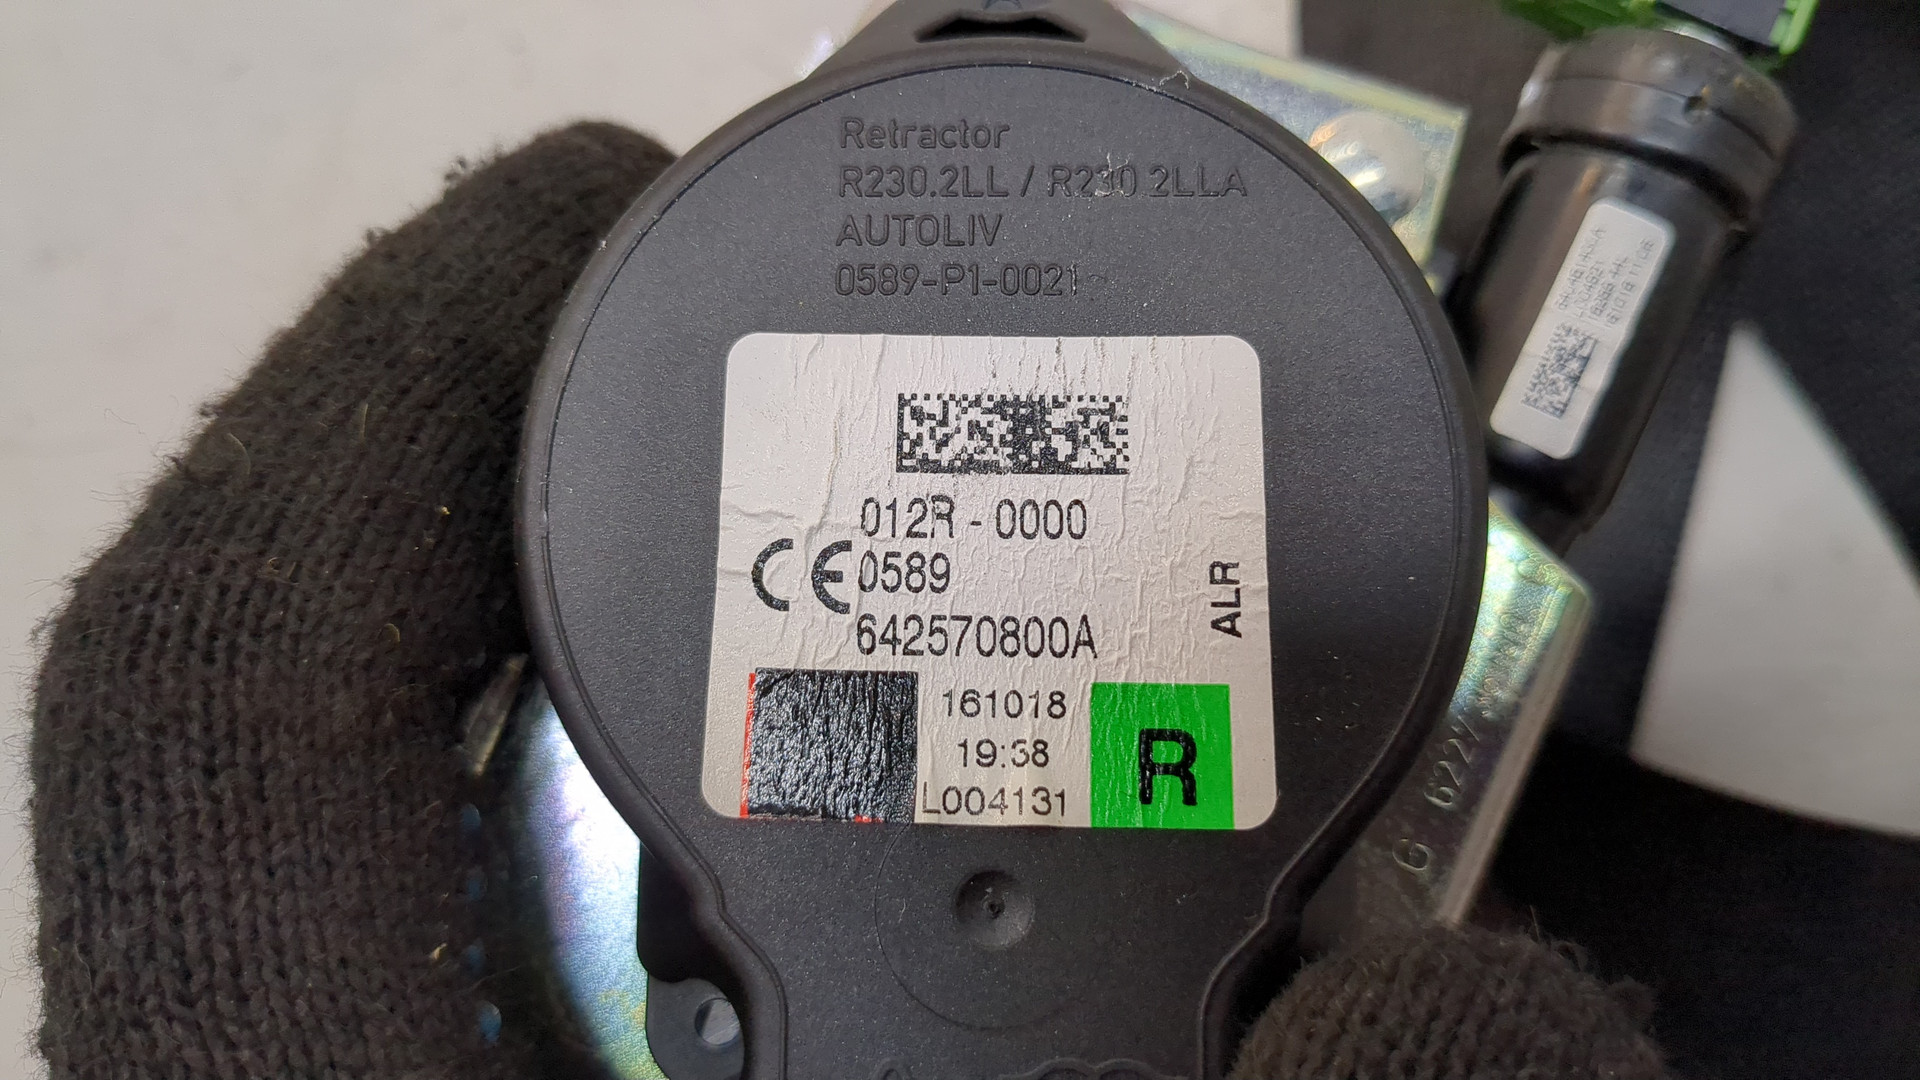 Retractor
R230.2LL / R230.2LLA
AUTOLIV
0589-P1-0021
012R - 0000
CE 0589
642570800A
ALR
161018
19:38
L004131
R
G 622